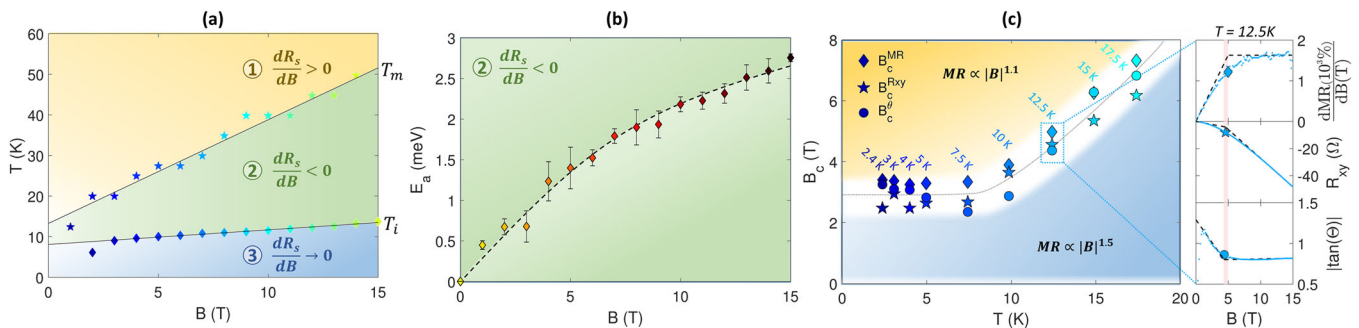 (a)
(b)
(c)
T = 12.5K
60
50
40
30
20
10
0
T (K)
① dR_s/dB > 0
② dR_s/dB < 0
③ dR_s/dB → 0
T_m
T_i
0 5 10 15
B (T)
3
2.5
2
1.5
1
0.5
0
E_a (meV)
② dR_s/dB < 0
0 5 10 15
B (T)
8
6
4
2
0
B_c (T)
B_c^MR
B_c^Rxy
B_c^θ
MR ∝ |B|^1.1
MR ∝ |B|^1.5
2.4 K
3 K
4 K
5 K
7.5 K
10 K
12.5 K
15 K
17.5 K
0 5 10 15 20
T (K)
2
1
0
dMR(10³%)/dB(T)
-20
-40
R_xy (Ω)
1
0.5
|tan(Θ)|
0 5 10 15
B (T)